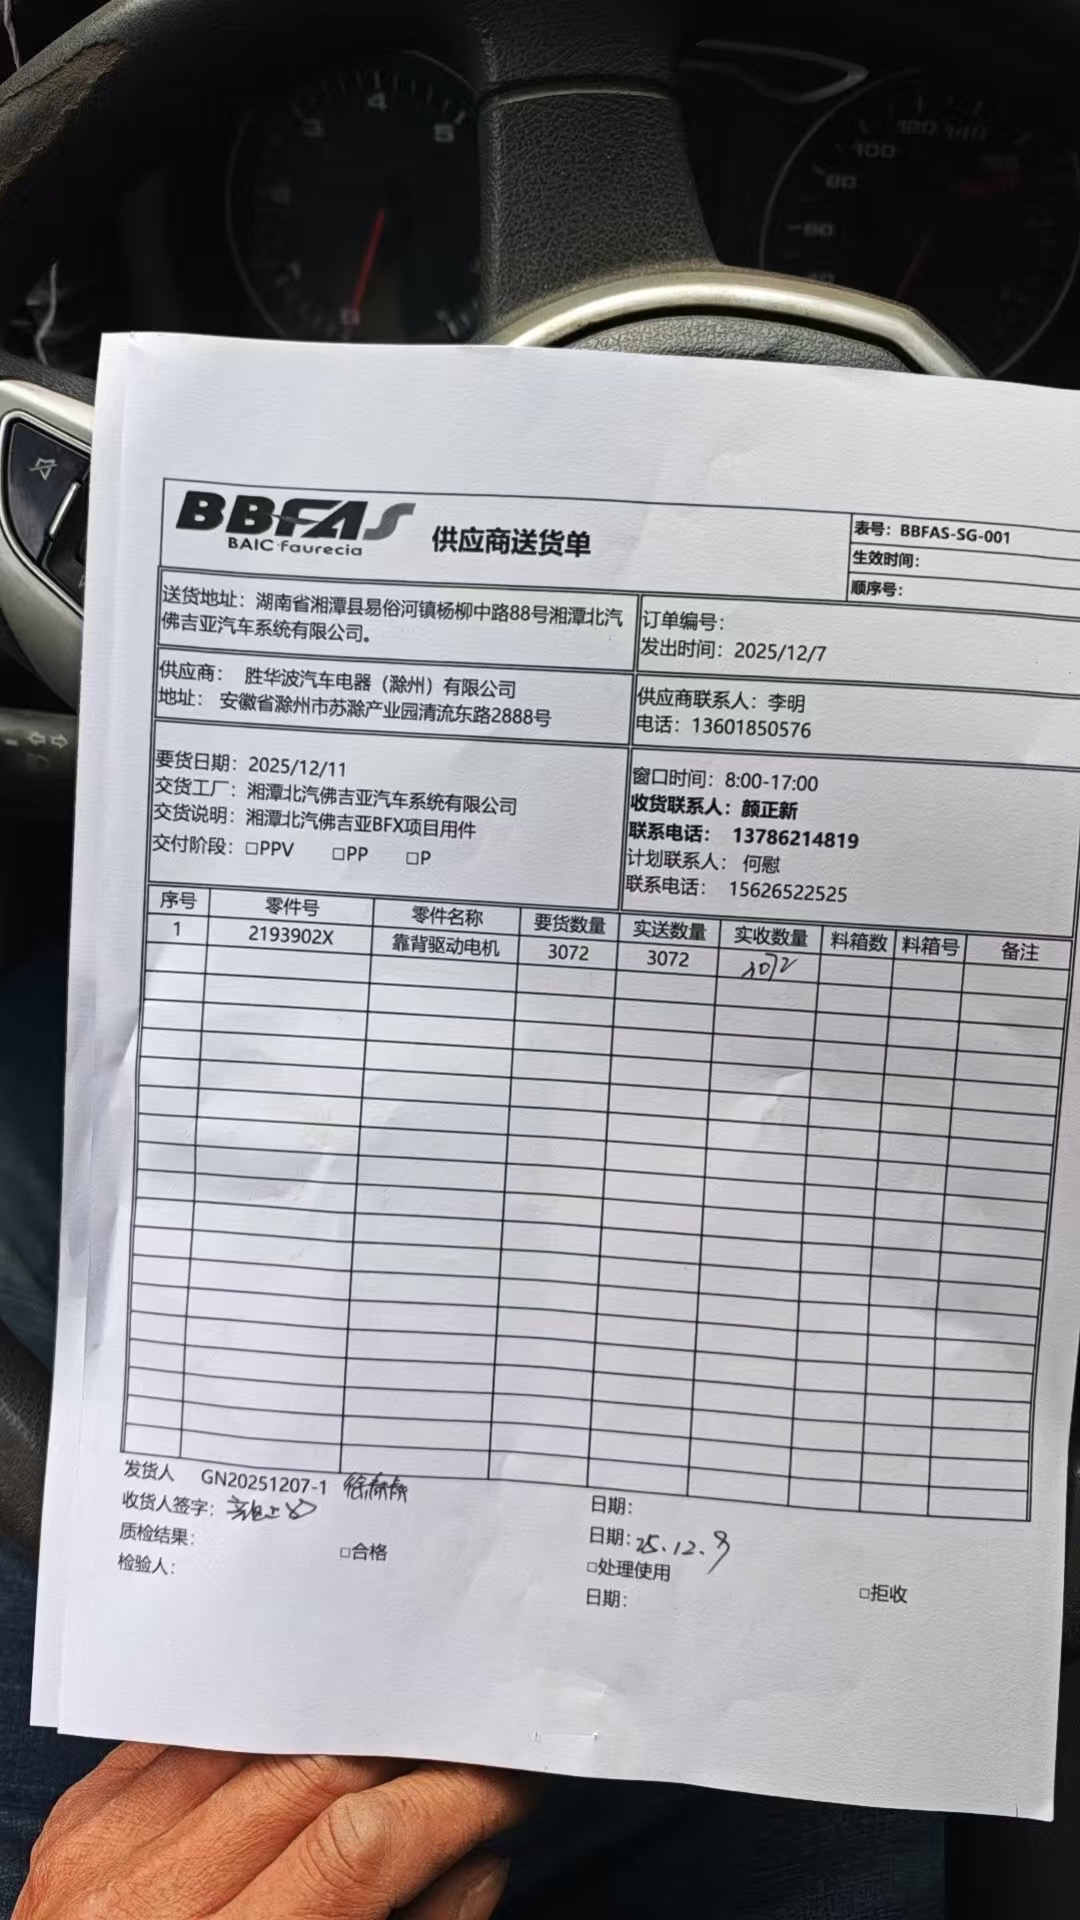 BBFAS
BAIC·faurecia
供应商送货单
表号：BBFAS-SG-001
生效时间：
顺序号：
送货地址：湖南省湘潭县易俗河镇杨柳中路88号湘潭北汽
佛吉亚汽车系统有限公司。
订单编号：
发出时间：2025/12/7
供应商： 胜华波汽车电器（滁州）有限公司
地址： 安徽省滁州市苏滁产业园清流东路2888号
供应商联系人：李明
电话：13601850576
要货日期：2025/12/11
交货工厂：湘潭北汽佛吉亚汽车系统有限公司
交货说明：湘潭北汽佛吉亚BFX项目用件
交付阶段：□PPV □PP □P
窗口时间：8:00-17:00
收货联系人：颜正新
联系电话： 13786214819
计划联系人： 何慰
联系电话： 15626522525
序号 零件号 零件名称 要货数量 实送数量 实收数量 料箱数 料箱号 备注
1 2193902X 靠背驱动电机 3072 3072 3072
发货人 GN20251207-1
日期：
收货人签字：
日期：25.12.9
质检结果： □合格 □处理使用 □拒收
检验人：
日期：
4
3
5
1
0
100
80
60
120
140